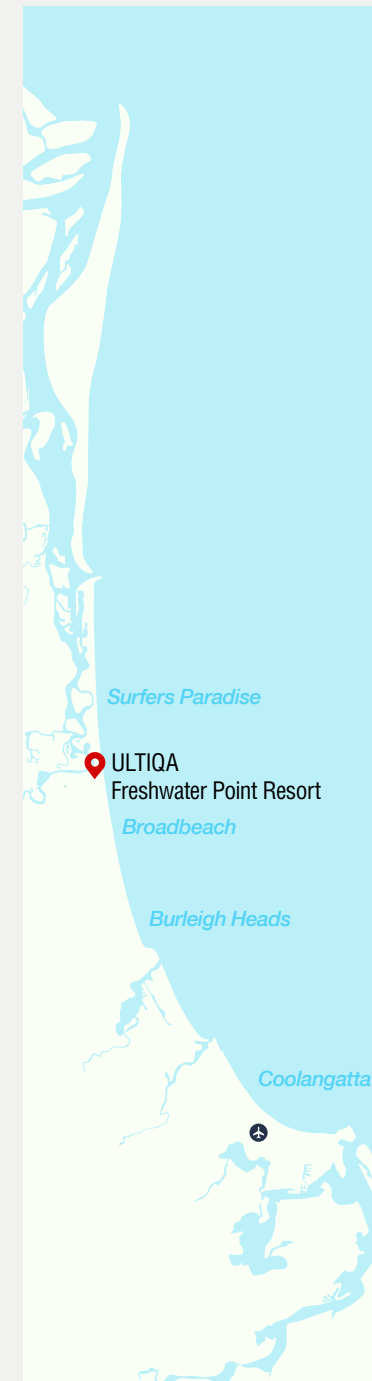 Surfers Paradise
ULTIQA
Freshwater Point Resort
Broadbeach
Burleigh Heads
Coolangatta